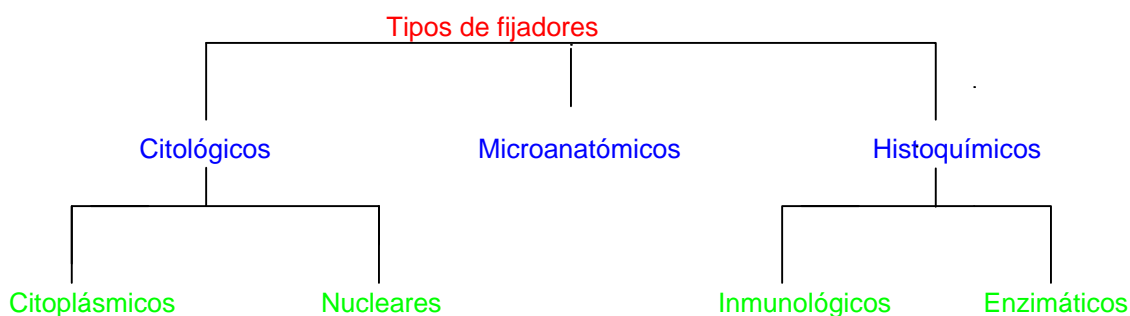 Tipos de fijadores
Citológicos Microanatómicos Histoquímicos
Citoplásmicos Nucleares Inmunológicos Enzimáticos